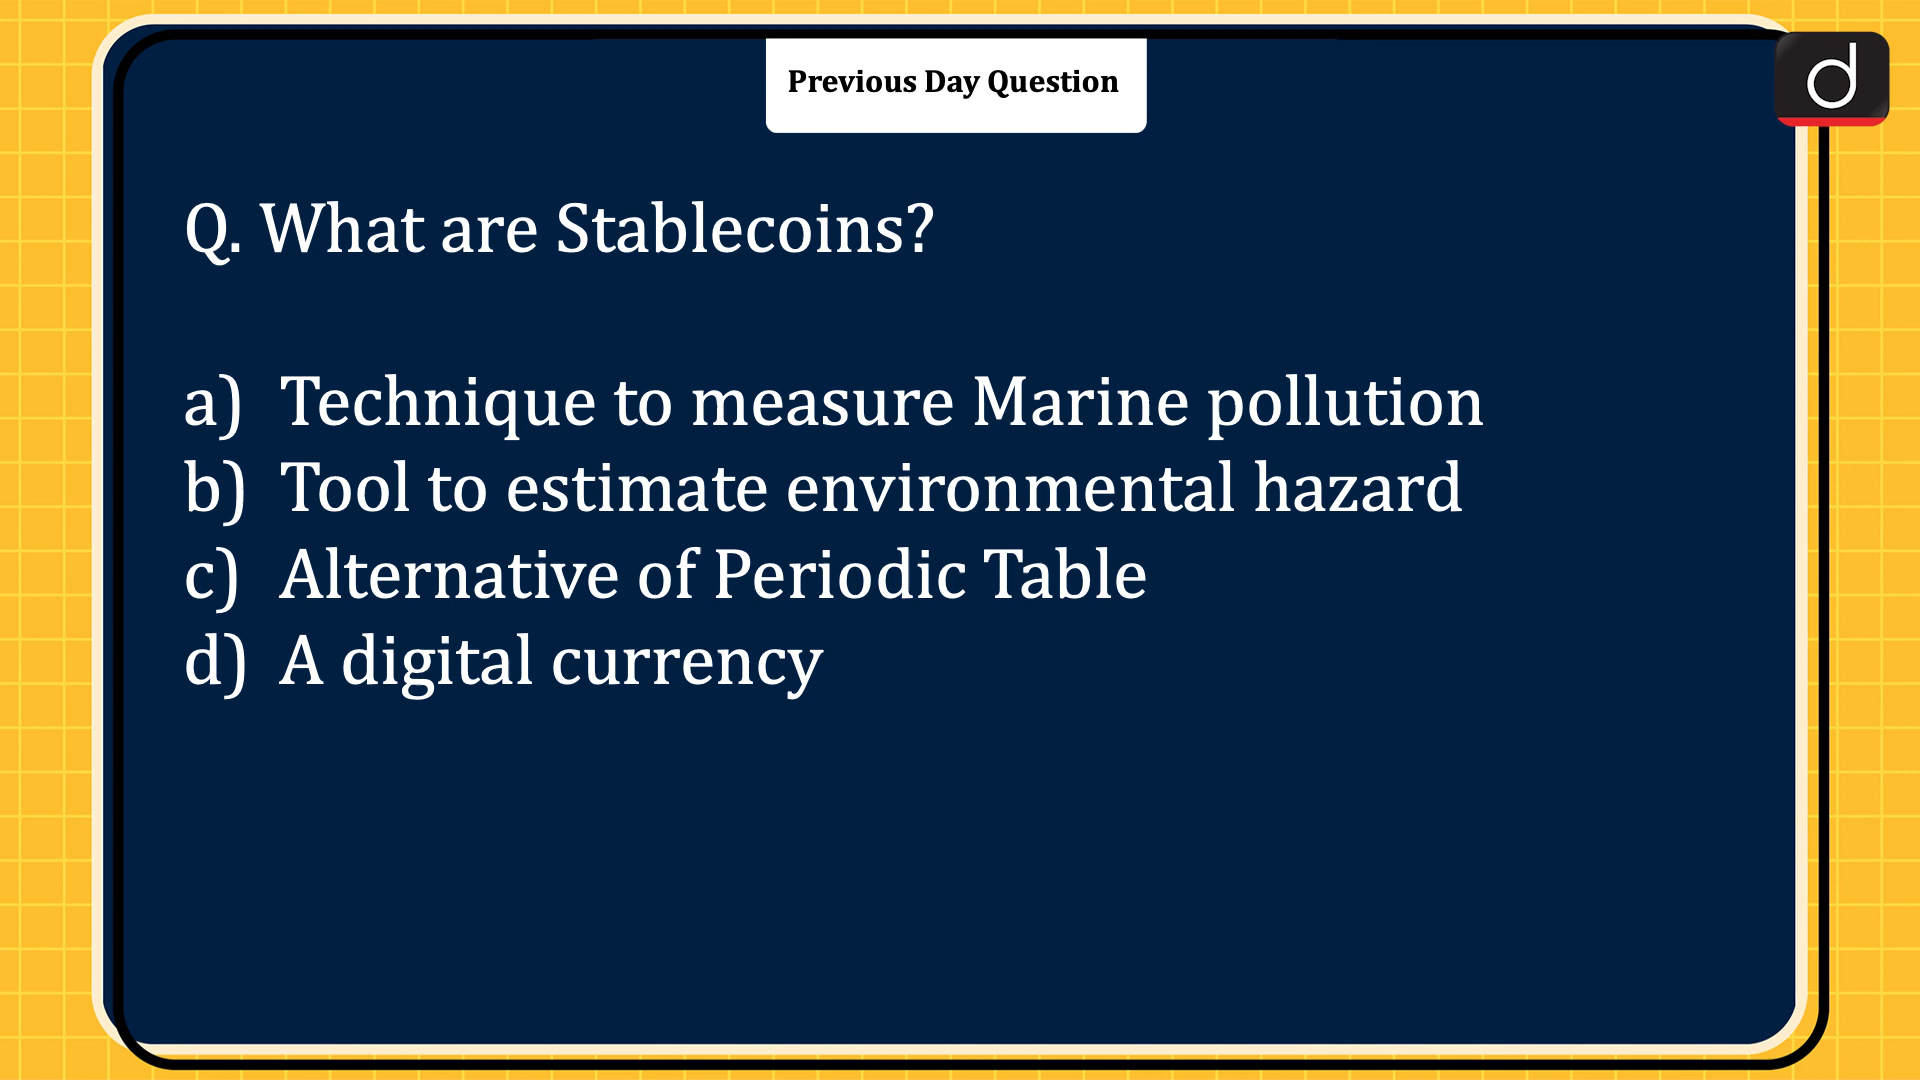 Previous Day Question
d
Q. What are Stablecoins?
a) Technique to measure Marine pollution
b) Tool to estimate environmental hazard
c) Alternative of Periodic Table
d) A digital currency